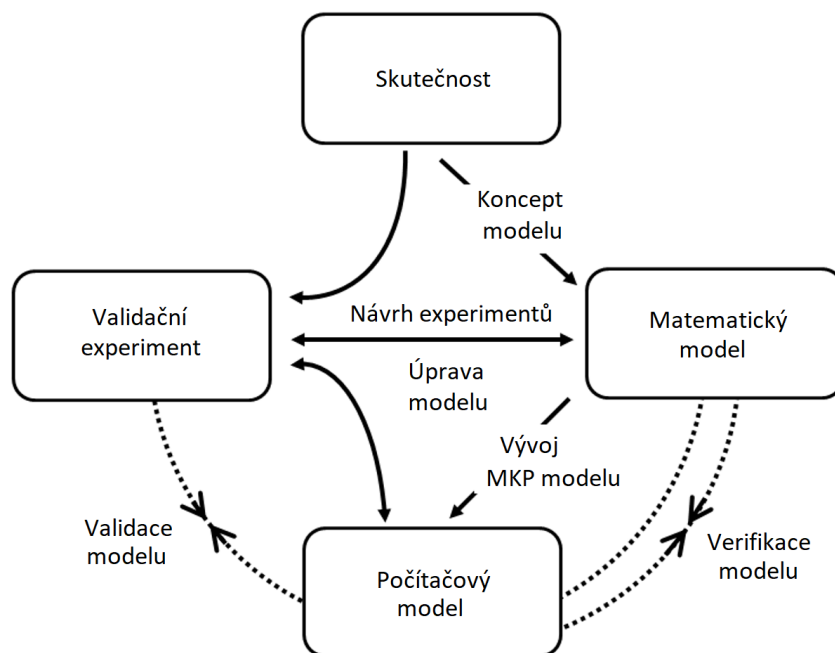 Skutečnost
Koncept
modelu
Validační
experiment
Návrh experimentů
Matematický
model
Úprava
modelu
Vývoj
MKP modelu
Validace
modelu
Počítačový
model
Verifikace
modelu